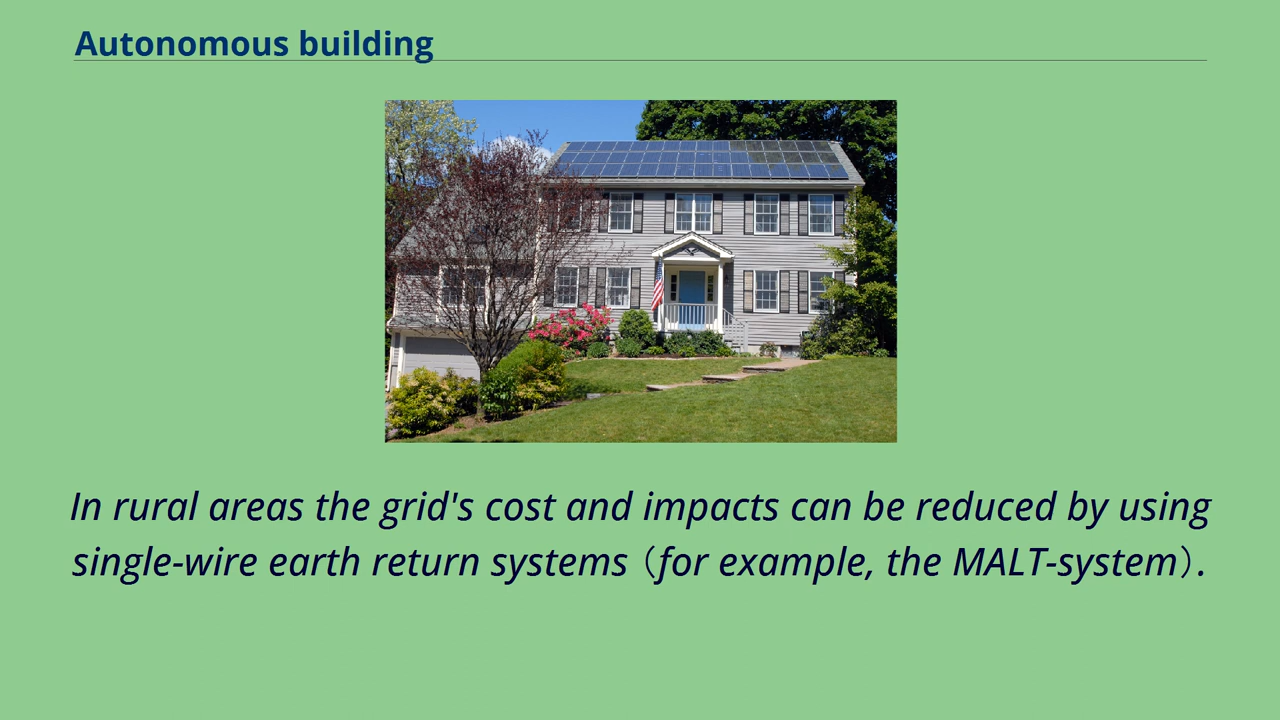 Autonomous building
In rural areas the grid's cost and impacts can be reduced by using
single-wire earth return systems（for example, the MALT-system）.